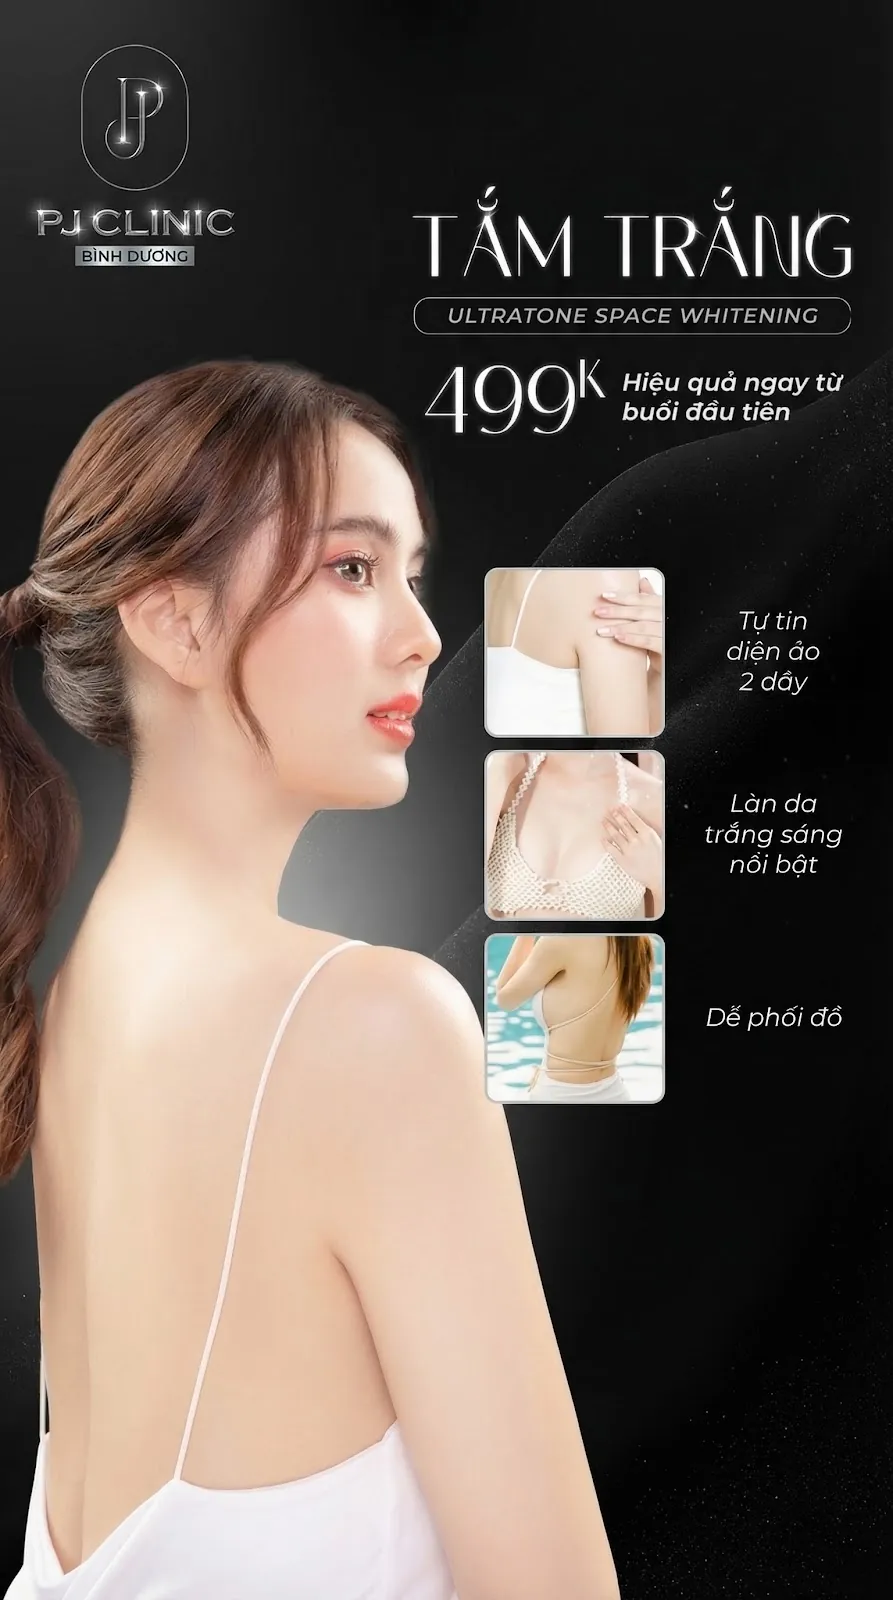 PJ
PJ CLINIC
BÌNH DƯƠNG
TẮM TRẮNG
ULTRATONE SPACE WHITENING
499K
Hiệu quả ngay từ
buổi đầu tiên
Tự tin
diện áo
2 dây
Làn da
trắng sáng
nổi bật
Dễ phối đồ